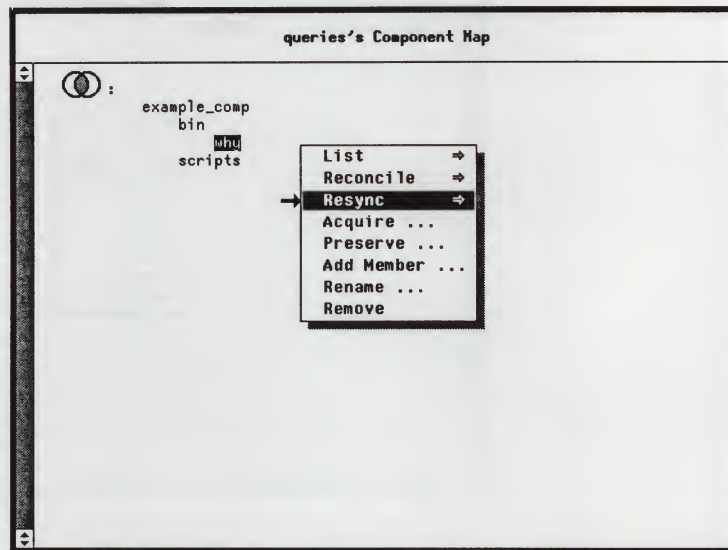 queries's Component Map
:
example_comp
bin
why
scripts
List ⇒
Reconcile ⇒
Resync ⇒
Acquire ...
Preserve ...
Add Member ...
Rename ...
Remove